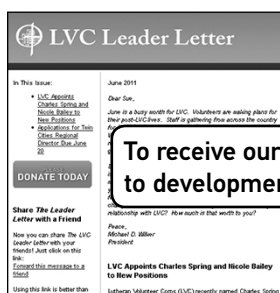 LVC Leader Letter
In This Issue:
LVC Appoints
Charles Spring and
Nicole Bailey to
New Positions
Applications for Twin
Cities Regional
Director Due June
20
PLEASE
DONATE TODAY
Share The Leader
Letter with a Friend
Now you can share The LVC
Leader Letter with your
friends! Just click on this
link:
Forward this message to a
friend
Using this link is better than
June 2011
Dear Sue,
June is a busy month for LVC. Volunteers are making plans for
their post-LVC lives. Staff is gathering from across the country
To receive our
to developmen
relationship with LVC? How much is that worth to you?
Peace,
Michael D. Wilker
President
LVC Appoints Charles Spring and Nicole Bailey
to New Positions
Lutheran Volunteer Corps (LVC) recently named Charles Spring